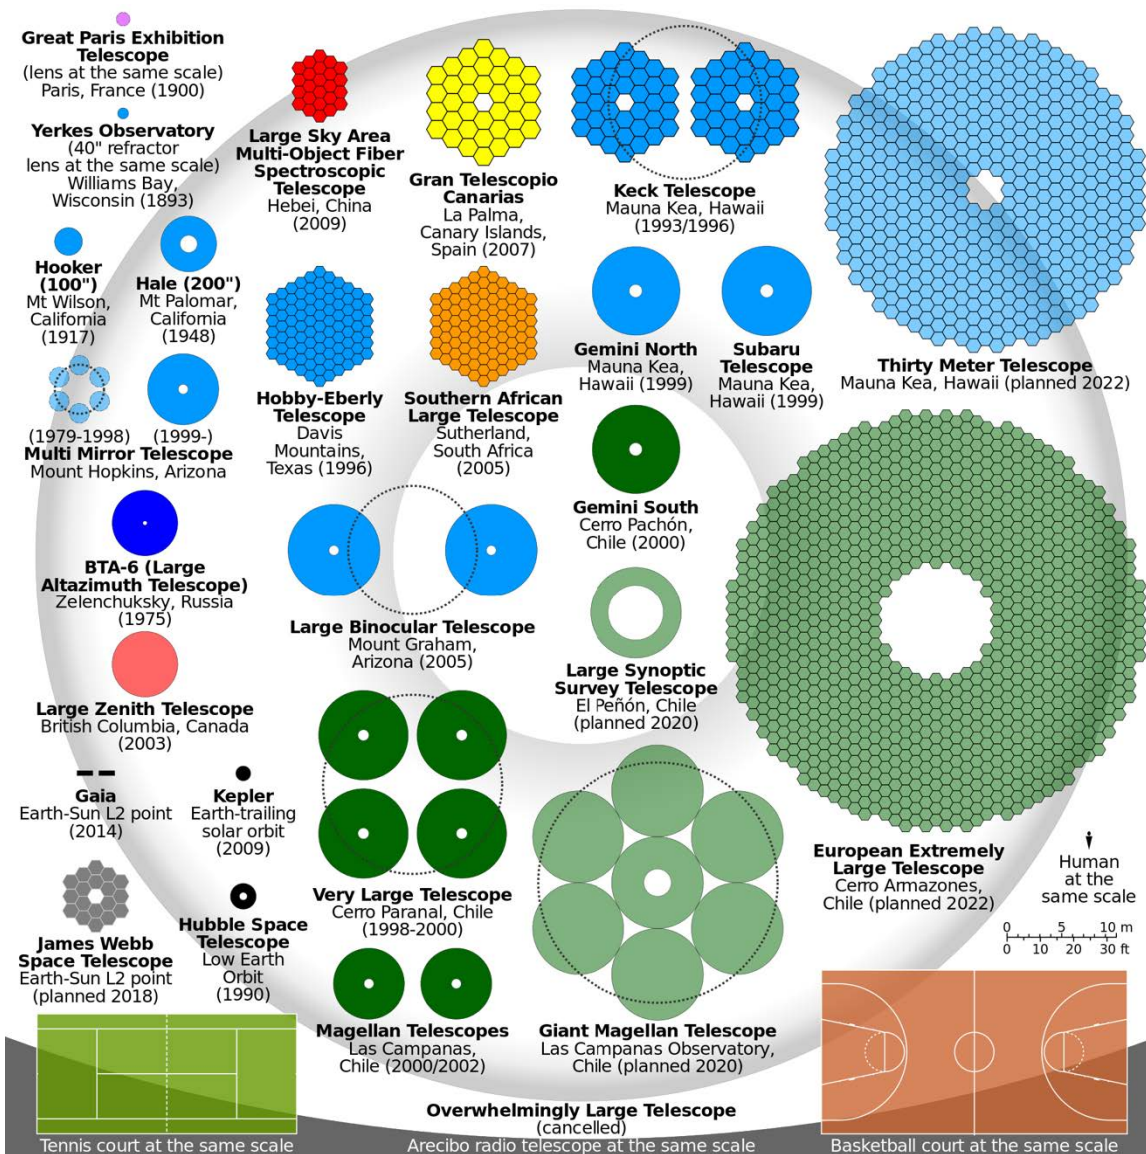 Great Paris Exhibition
Telescope
(lens at the same scale)
Paris, France (1900)
Yerkes Observatory
(40" refractor
lens at the same scale)
Williams Bay,
Wisconsin (1893)
Hooker
(100")
Mt Wilson,
California
(1917)
Hale (200")
Mt Palomar,
California
(1948)
(1979-1998)
(1999-)
Multi Mirror Telescope
Mount Hopkins, Arizona
BTA-6 (Large
Altazimuth Telescope)
Zelenchuksky, Russia
(1975)
Large Zenith Telescope
British Columbia, Canada
(2003)
Gaia
Earth-Sun L2 point
(2014)
Kepler
Earth-trailing
solar orbit
(2009)
James Webb
Space Telescope
Earth-Sun L2 point
(planned 2018)
Hubble Space
Telescope
Low Earth
Orbit
(1990)
Large Sky Area
Multi-Object Fiber
Spectroscopic
Telescope
Hebei, China
(2009)
Gran Telescopio
Canarias
La Palma,
Canary Islands,
Spain (2007)
Keck Telescope
Mauna Kea, Hawaii
(1993/1996)
Hobby-Eberly
Telescope
Davis
Mountains,
Texas (1996)
Southern African
Large Telescope
Sutherland,
South Africa
(2005)
Gemini North
Mauna Kea,
Hawaii (1999)
Subaru
Telescope
Mauna Kea,
Hawaii (1999)
Thirty Meter Telescope
Mauna Kea, Hawaii (planned 2022)
Gemini South
Cerro Pachón,
Chile (2000)
Large Binocular Telescope
Mount Graham,
Arizona (2005)
Large Synoptic
Survey Telescope
El Peñón, Chile
(planned 2020)
Very Large Telescope
Cerro Paranal, Chile
(1998-2000)
Magellan Telescopes
Las Campanas,
Chile (2000/2002)
Giant Magellan Telescope
Las Campanas Observatory,
Chile (planned 2020)
European Extremely
Large Telescope
Cerro Armazones,
Chile (planned 2022)
Human
at the
same scale
0 5 10 m
0 10 20 30 ft
Overwhelmingly Large Telescope
(cancelled)
Tennis court at the same scale
Arecibo radio telescope at the same scale
Basketball court at the same scale